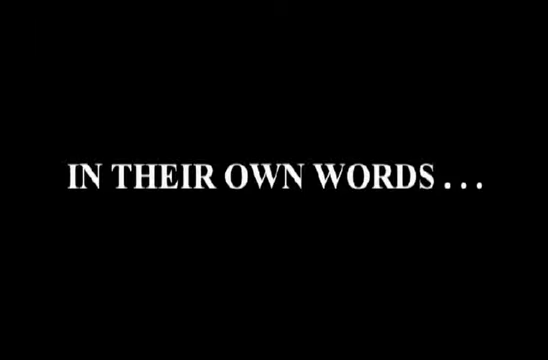 IN THEIR OWN WORDS . . .